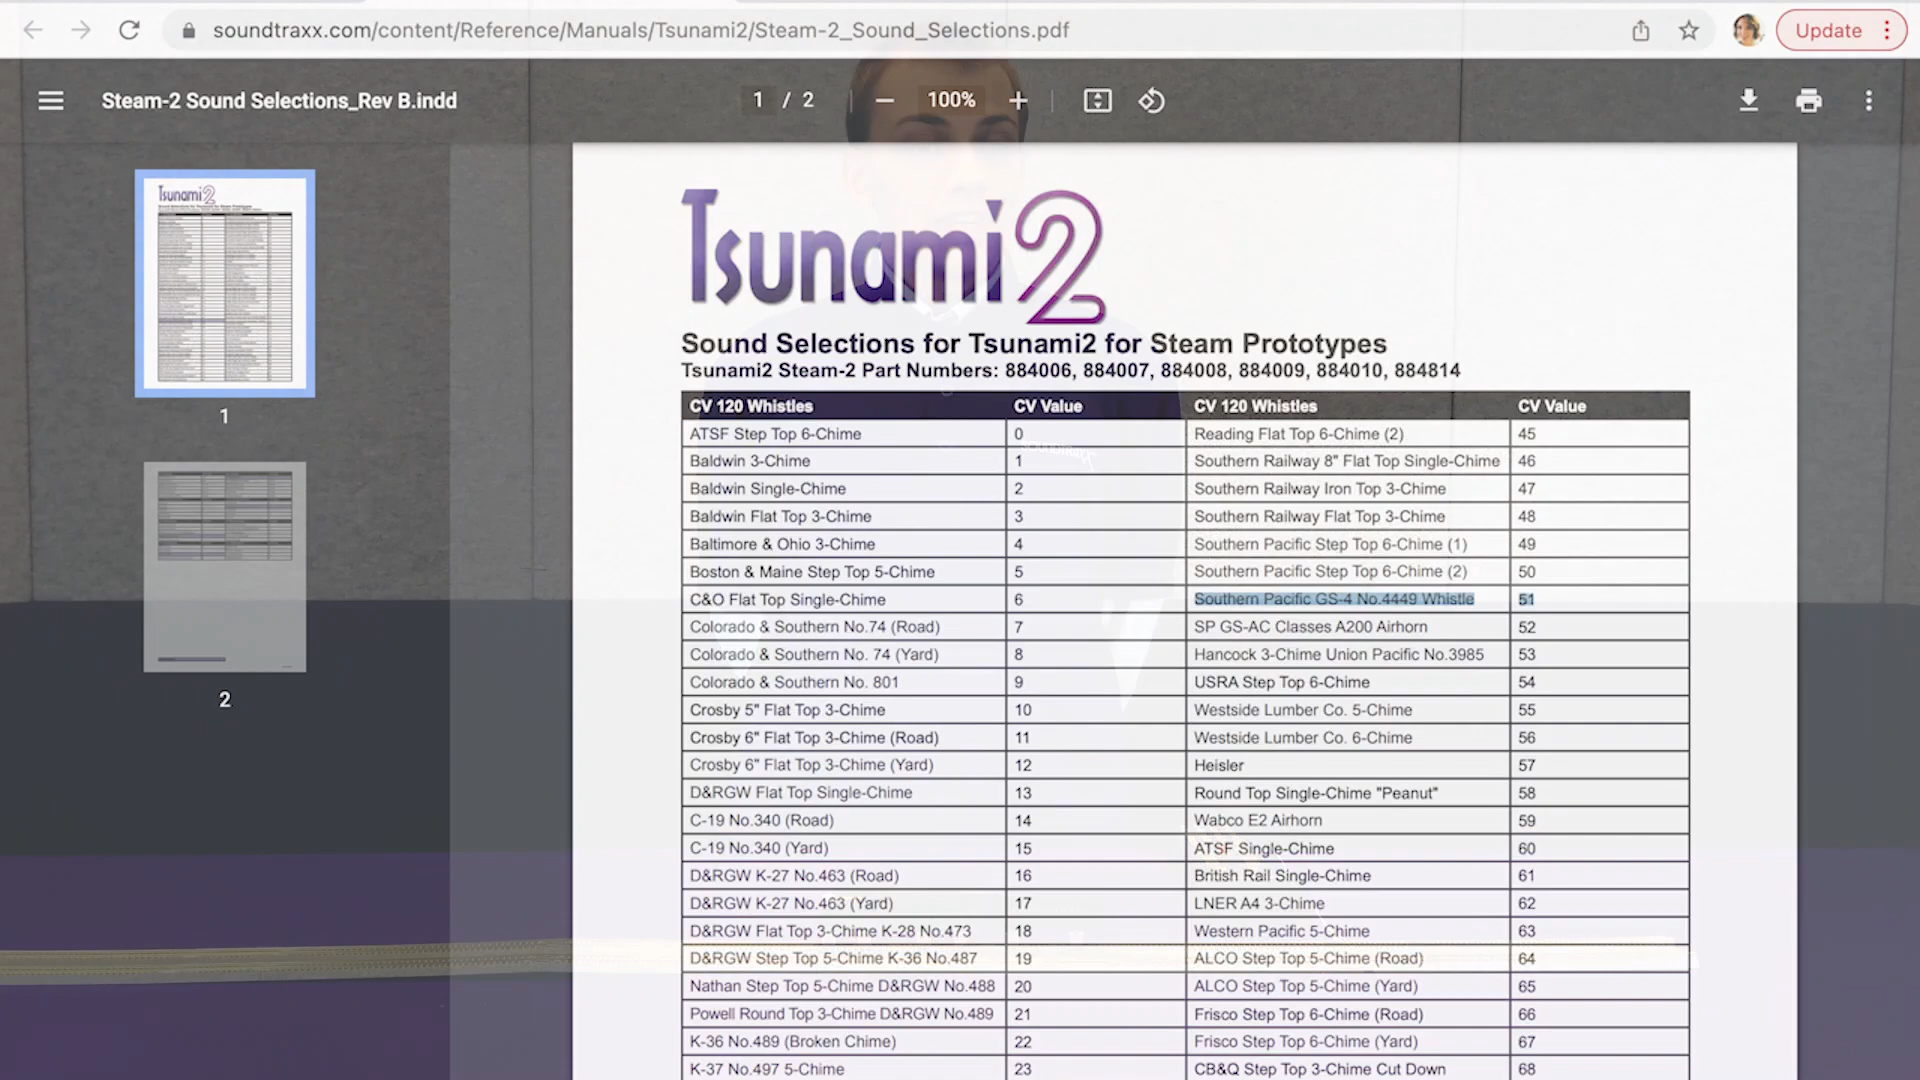 soundtraxx.com/content/Reference/Manuals/Tsunami2/Steam-2_Sound_Selections.pdf
Update
Steam-2 Sound Selections_Rev B.indd
1 / 2
100%
1
2
Tsunami2
Sound Selections for Tsunami2 for Steam Prototypes
Tsunami2 Steam-2 Part Numbers: 884006, 884007, 884008, 884009, 884010, 884814
CV 120 Whistles CV Value CV 120 Whistles CV Value
ATSF Step Top 6-Chime 0 Reading Flat Top 6-Chime (2) 45
Baldwin 3-Chime 1 Southern Railway 8" Flat Top Single-Chime 46
Baldwin Single-Chime 2 Southern Railway Iron Top 3-Chime 47
Baldwin Flat Top 3-Chime 3 Southern Railway Flat Top 3-Chime 48
Baltimore & Ohio 3-Chime 4 Southern Pacific Step Top 6-Chime (1) 49
Boston & Maine Step Top 5-Chime 5 Southern Pacific Step Top 6-Chime (2) 50
C&O Flat Top Single-Chime 6 Southern Pacific GS-4 No.4449 Whistle 51
Colorado & Southern No.74 (Road) 7 SP GS-AC Classes A200 Airhorn 52
Colorado & Southern No. 74 (Yard) 8 Hancock 3-Chime Union Pacific No.3985 53
Colorado & Southern No. 801 9 USRA Step Top 6-Chime 54
Crosby 5" Flat Top 3-Chime 10 Westside Lumber Co. 5-Chime 55
Crosby 6" Flat Top 3-Chime (Road) 11 Westside Lumber Co. 6-Chime 56
Crosby 6" Flat Top 3-Chime (Yard) 12 Heisler 57
D&RGW Flat Top Single-Chime 13 Round Top Single-Chime "Peanut" 58
C-19 No.340 (Road) 14 Wabco E2 Airhorn 59
C-19 No.340 (Yard) 15 ATSF Single-Chime 60
D&RGW K-27 No.463 (Road) 16 British Rail Single-Chime 61
D&RGW K-27 No.463 (Yard) 17 LNER A4 3-Chime 62
D&RGW Flat Top 3-Chime K-28 No.473 18 Western Pacific 5-Chime 63
D&RGW Step Top 5-Chime K-36 No.487 19 ALCO Step Top 5-Chime (Road) 64
Nathan Step Top 5-Chime D&RGW No.488 20 ALCO Step Top 5-Chime (Yard) 65
Powell Round Top 3-Chime D&RGW No.489 21 Frisco Step Top 6-Chime (Road) 66
K-36 No.489 (Broken Chime) 22 Frisco Step Top 6-Chime (Yard) 67
K-37 No.497 5-Chime 23 CB&Q Step Top 3-Chime Cut Down 68